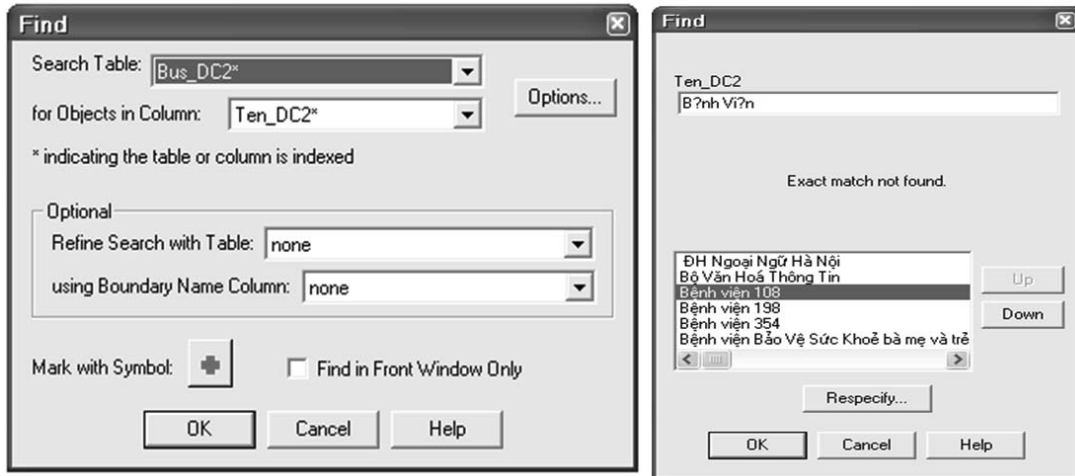 Find
Search Table: Bus_DC2*
Options...
for Objects in Column: Ten_DC2*
* indicating the table or column is indexed
Optional
Refine Search with Table: none
using Boundary Name Column: none
Mark with Symbol:
Find in Front Window Only
OK Cancel Help
Find
Ten_DC2
B?nh Vi?n
Exact match not found.
ĐH Ngoại Ngữ Hà Nội
Bộ Văn Hoá Thông Tin
Bệnh viện 108
Bệnh viện 198
Bệnh viện 354
Bệnh viện Bảo Vệ Sức Khoẻ bà mẹ và trẻ
Up
Down
Respecify...
OK Cancel Help